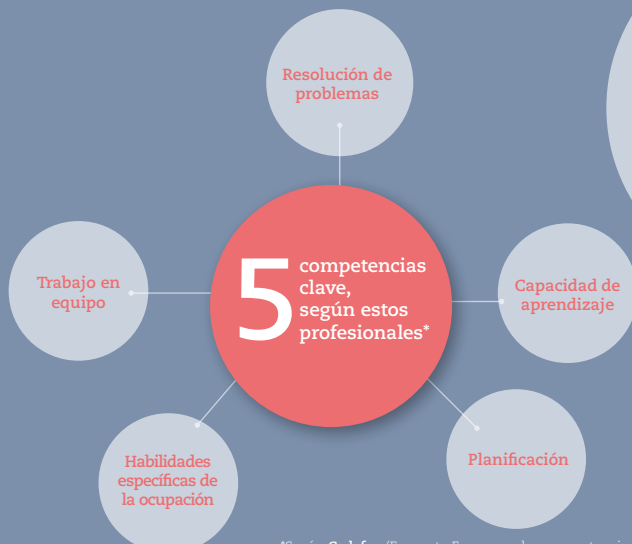 Resolución de
problemas
5 competencias
clave,
según estos
profesionales*
Trabajo en
equipo
Capacidad de
aprendizaje
Habilidades
específicas de
la ocupación
Planificación